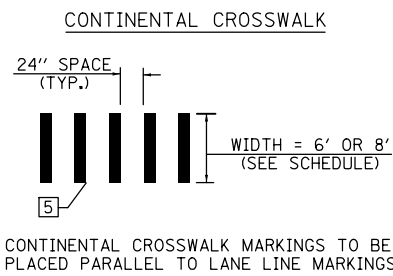 CONTINENTAL CROSSWALK
24" SPACE
(TYP.)
WIDTH = 6' OR 8'
(SEE SCHEDULE)
5
CONTINENTAL CROSSWALK MARKINGS TO BE
PLACED PARALLEL TO LANE LINE MARKINGS